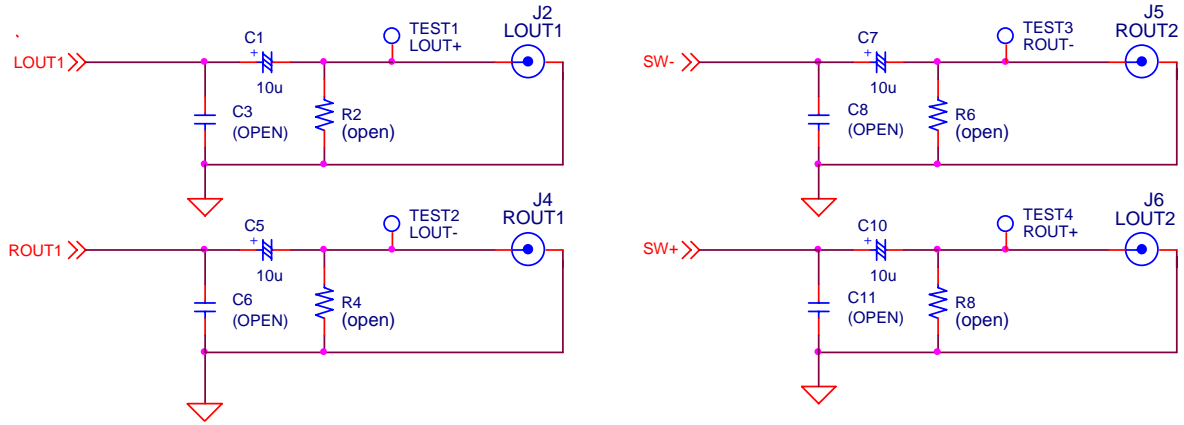 J2
LOUT1
TEST1
LOUT+
C1
+
10u
LOUT1
C3
(OPEN)
R2
(open)
J5
ROUT2
TEST3
ROUT-
C7
+
10u
SW-
C8
(OPEN)
R6
(open)
J4
ROUT1
TEST2
LOUT-
C5
+
10u
ROUT1
C6
(OPEN)
R4
(open)
J6
LOUT2
TEST4
ROUT+
C10
+
10u
SW+
C11
(OPEN)
R8
(open)